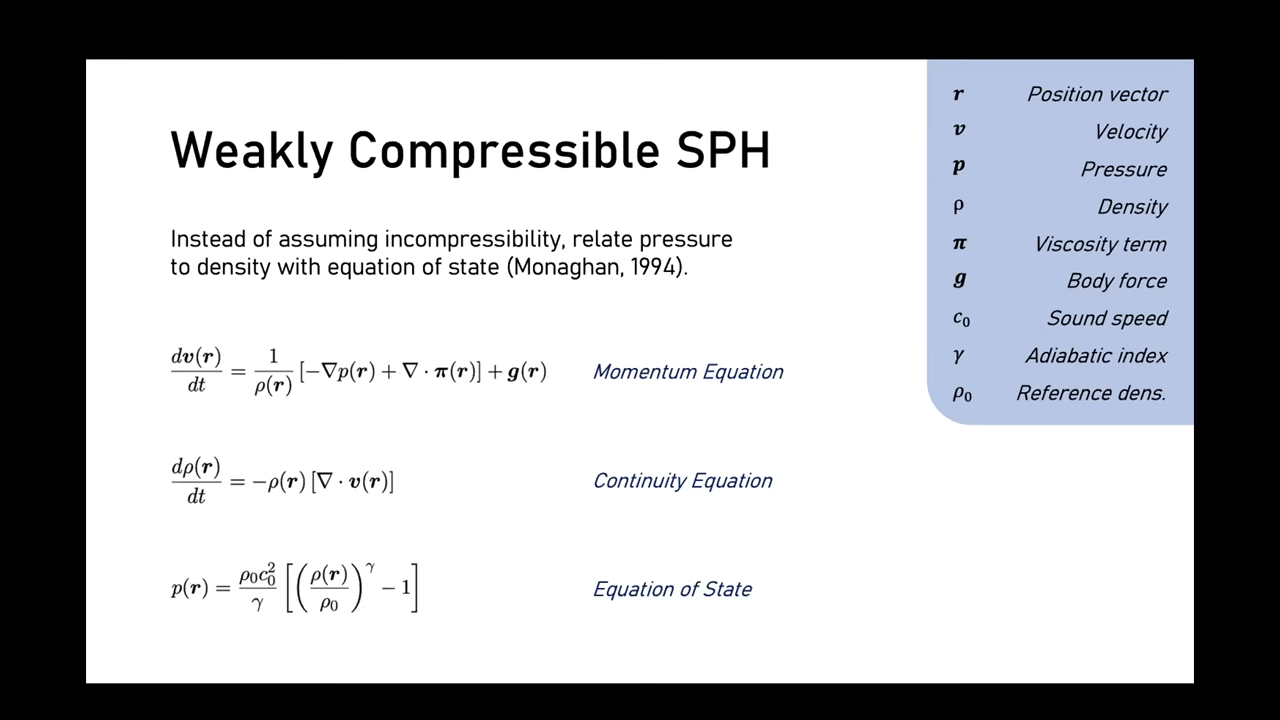 Weakly Compressible SPH
Instead of assuming incompressibility, relate pressure
to density with equation of state (Monaghan, 1994).
d𝒗(𝒓)/dt = 1/ρ(𝒓) [−∇p(𝒓) + ∇ · 𝝅(𝒓)] + 𝒈(𝒓) Momentum Equation
dρ(𝒓)/dt = −ρ(𝒓) [∇ · 𝒗(𝒓)] Continuity Equation
p(𝒓) = ρ₀c₀²/γ [(ρ(𝒓)/ρ₀)^γ − 1] Equation of State
𝒓 Position vector
𝒗 Velocity
𝒑 Pressure
ρ Density
𝝅 Viscosity term
𝒈 Body force
c₀ Sound speed
γ Adiabatic index
ρ₀ Reference dens.